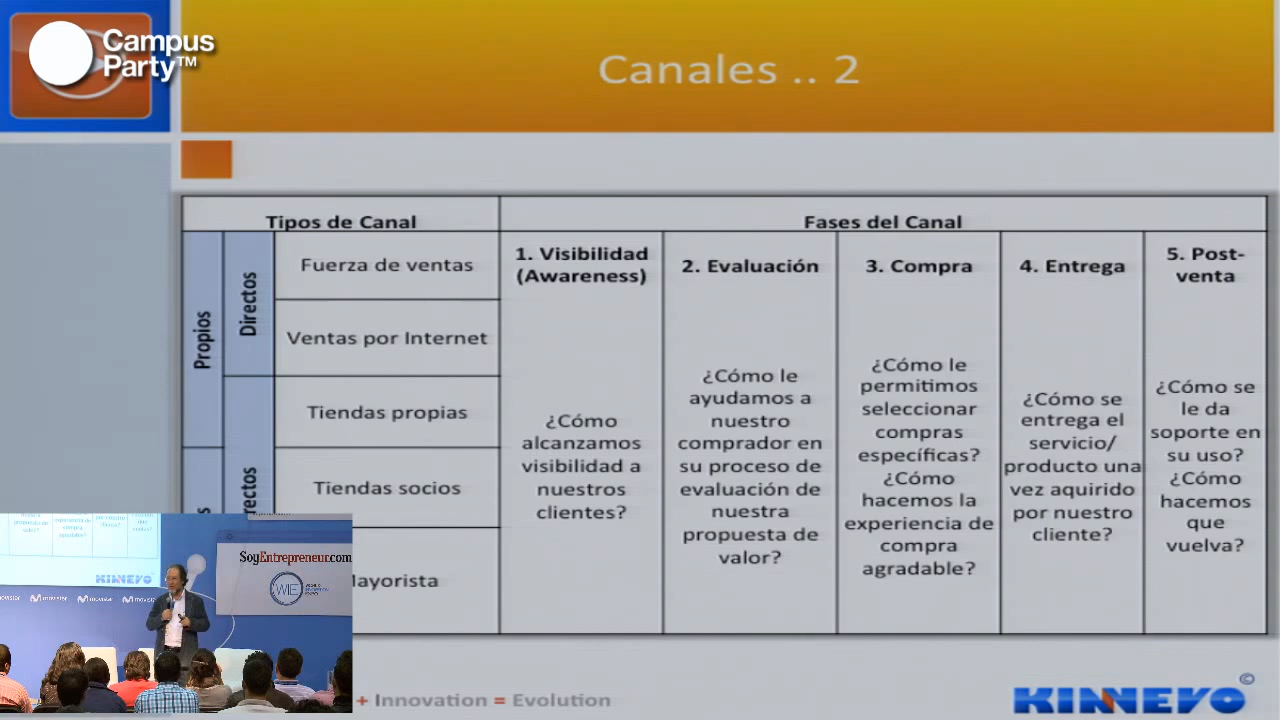 Campus
Party™
Canales .. 2
Tipos de Canal
Fases del Canal
Propios
Directos
Fuerza de ventas
Ventas por Internet
Tiendas propias
Tiendas socios
1. Visibilidad
(Awareness)
¿Cómo
alcanzamos
visibilidad a
nuestros
clientes?
2. Evaluación
¿Cómo le
ayudamos a
nuestro
comprador en
su proceso de
evaluación de
nuestra
propuesta de
valor?
3. Compra
¿Cómo le
permitimos
seleccionar
compras
específicas?
¿Cómo
hacemos la
experiencia de
compra
agradable?
4. Entrega
¿Cómo se
entrega el
servicio/
producto una
vez aquirido
por nuestro
cliente?
5. Post-
venta
¿Cómo se
le da
soporte en
su uso?
¿Cómo
hacemos
que
vuelva?
SoyEntrepreneur.com
WIE
KINNEVO
movistar movistar movistar
+ Innovation = Evolution
KINNEVO ©